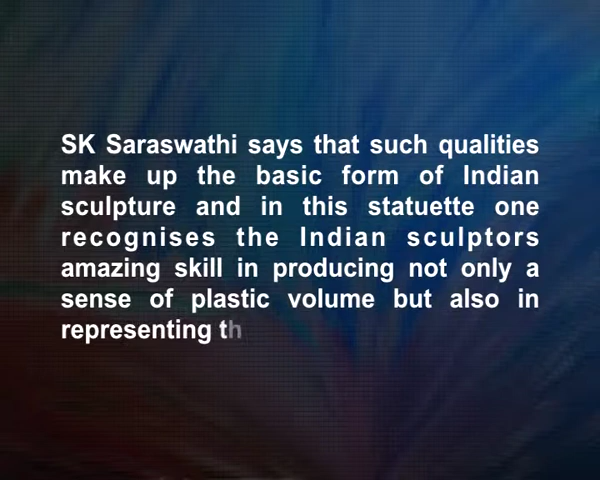 SK Saraswathi says that such qualities
make up the basic form of Indian
sculpture and in this statuette one
recognises the Indian sculptors
amazing skill in producing not only a
sense of plastic volume but also in
representing th